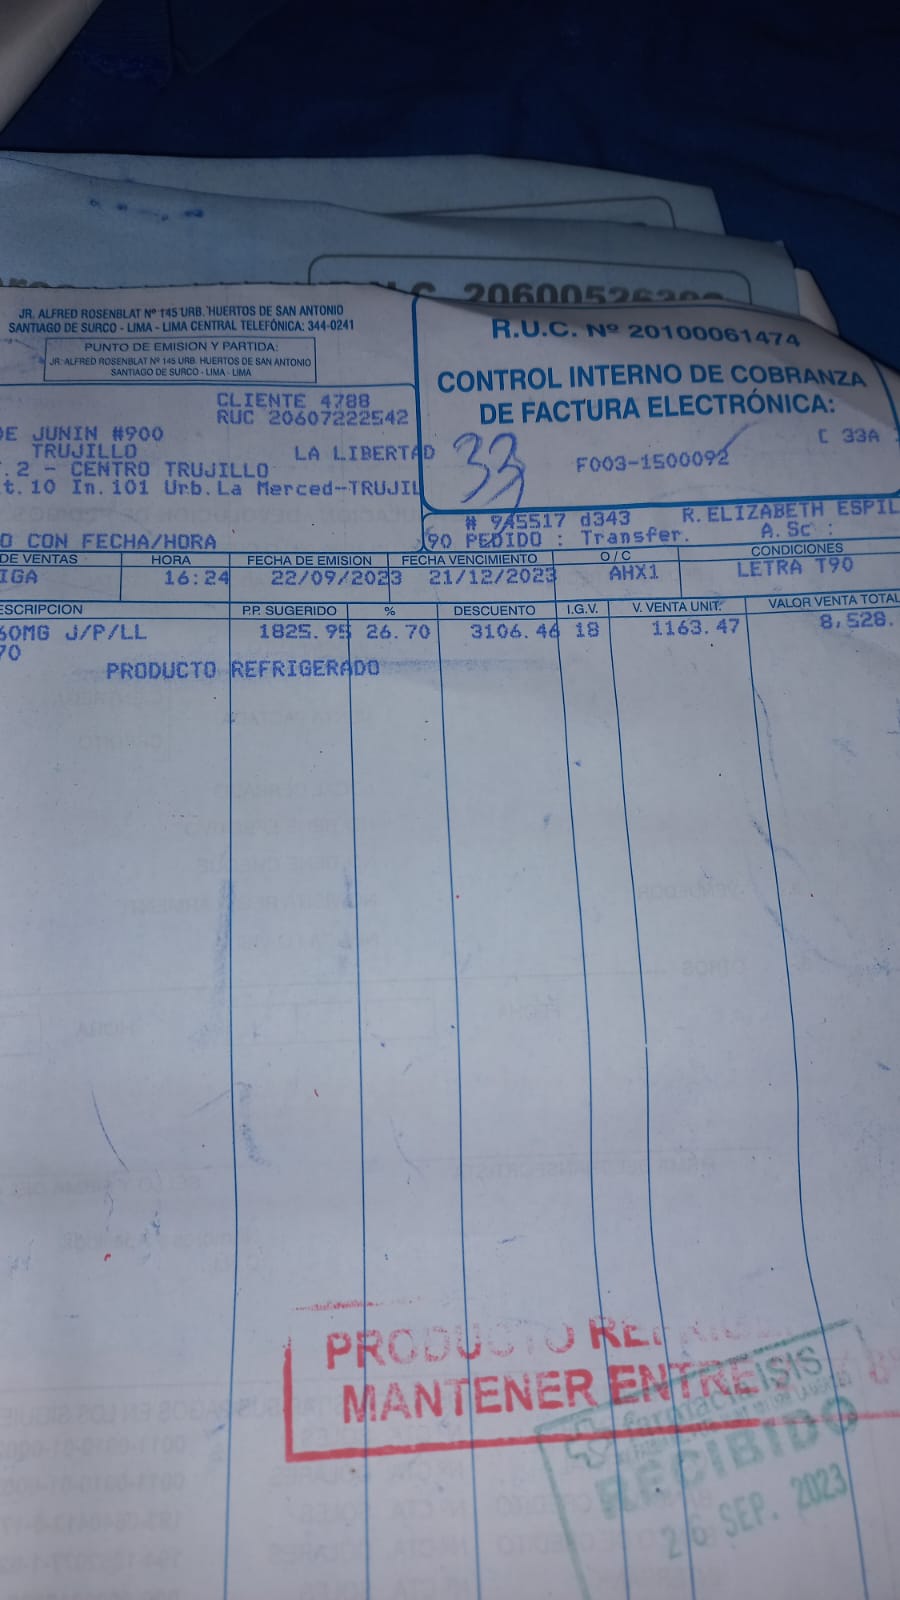 20600526
JR. ALFRED ROSENBLAT Nº 145 URB. HUERTOS DE SAN ANTONIO
SANTIAGO DE SURCO - LIMA - LIMA CENTRAL TELEFÓNICA: 344-0241
PUNTO DE EMISIÓN Y PARTIDA:
JR. ALFRED ROSENBLAT Nº 145 URB. HUERTOS DE SAN ANTONIO
SANTIAGO DE SURCO - LIMA - LIMA
R.U.C. Nº 20100061474
CONTROL INTERNO DE COBRANZA
DE FACTURA ELECTRÓNICA:
C 33A
33
F003-1500092
CLIENTE 4788
RUC 20607222542
DE JUNIN #900
TRUJILLO LA LIBERTAD
.2 - CENTRO TRUJILLO
t.10 In.101 Urb.La Merced--TRUJIL
# 945517 d343 R.ELIZABETH ESPIL
O CON FECHA/HORA 90 PEDIDO : Transfer. A.Sc :
DE VENTAS HORA FECHA DE EMISION FECHA VENCIMIENTO O/C CONDICIONES
IGA 16:24 22/09/2023 21/12/2023 AHX1 LETRA T90
ESCRIPCION P.P. SUGERIDO % DESCUENTO I.G.V. V. VENTA UNIT. VALOR VENTA TOTAL
60MG J/P/LL 1825.95 26.70 3106.46 18 1163.47 8,528.
70
PRODUCTO REFRIGERADO
PRODUCTO
MANTENER ENTRE
RECIBIDO
26 SEP. 2023